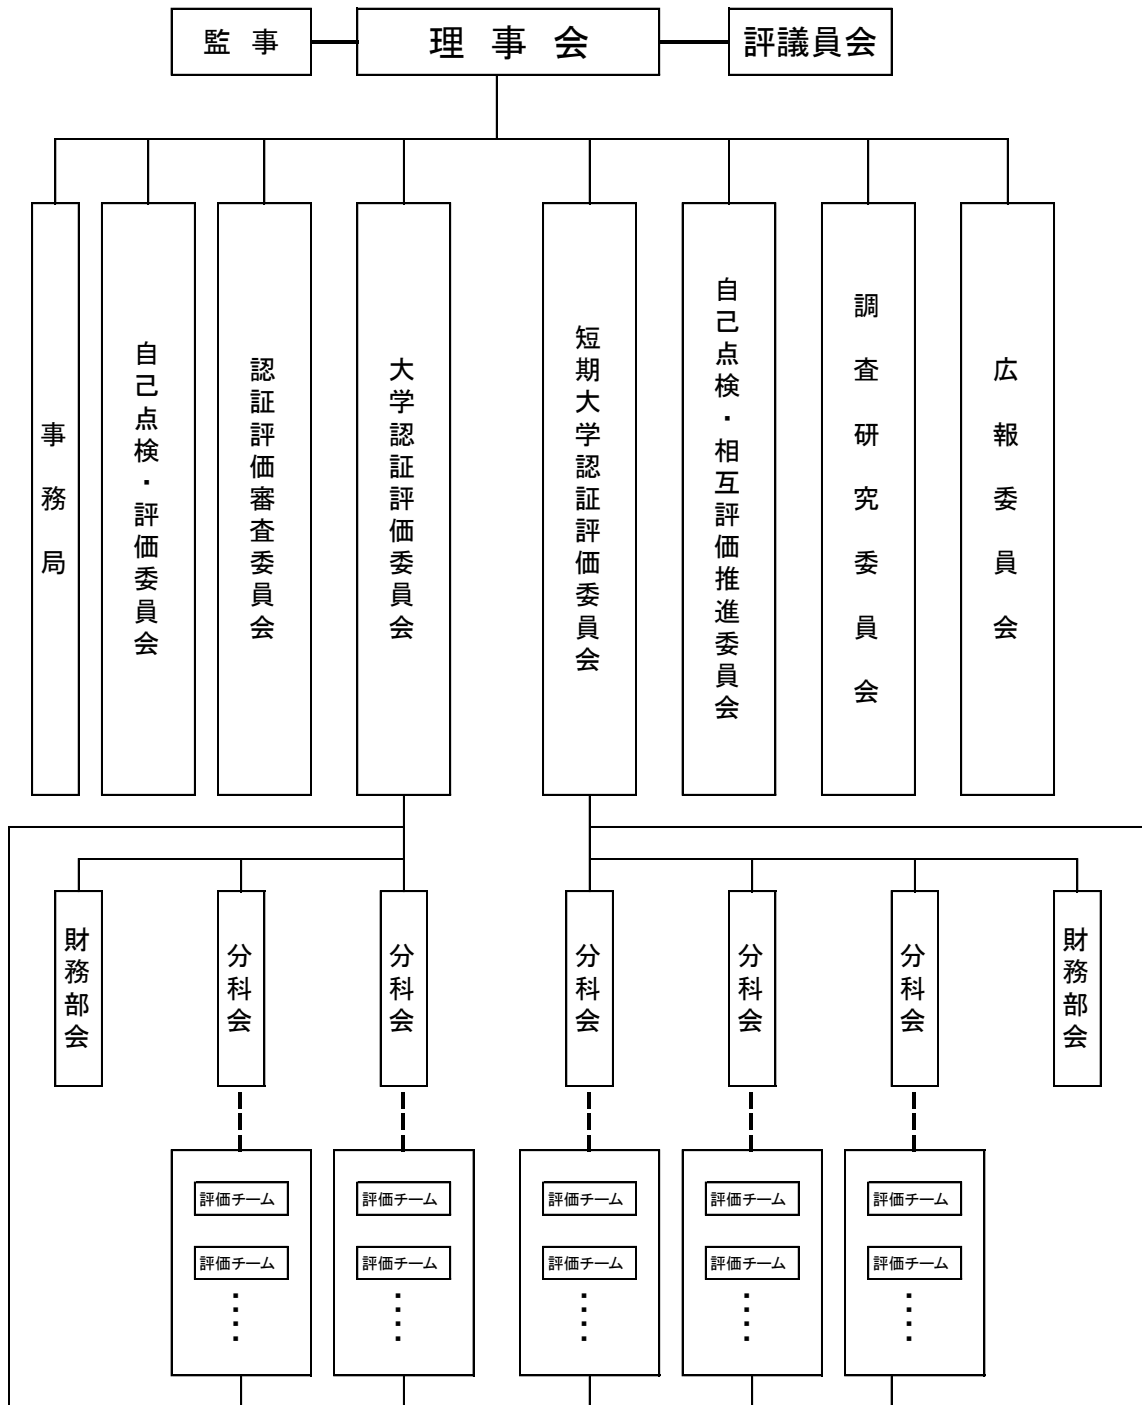 監 事
理 事 会
評議員会
事務局
自己点検・評価委員会
認証評価審査委員会
大学認証評価委員会
短期大学認証評価委員会
自己点検・相互評価推進委員会
調査研究委員会
広報委員会
財務部会
分科会
分科会
分科会
分科会
分科会
財務部会
評価チーム
評価チーム
評価チーム
評価チーム
評価チーム
評価チーム
評価チーム
評価チーム
評価チーム
評価チーム